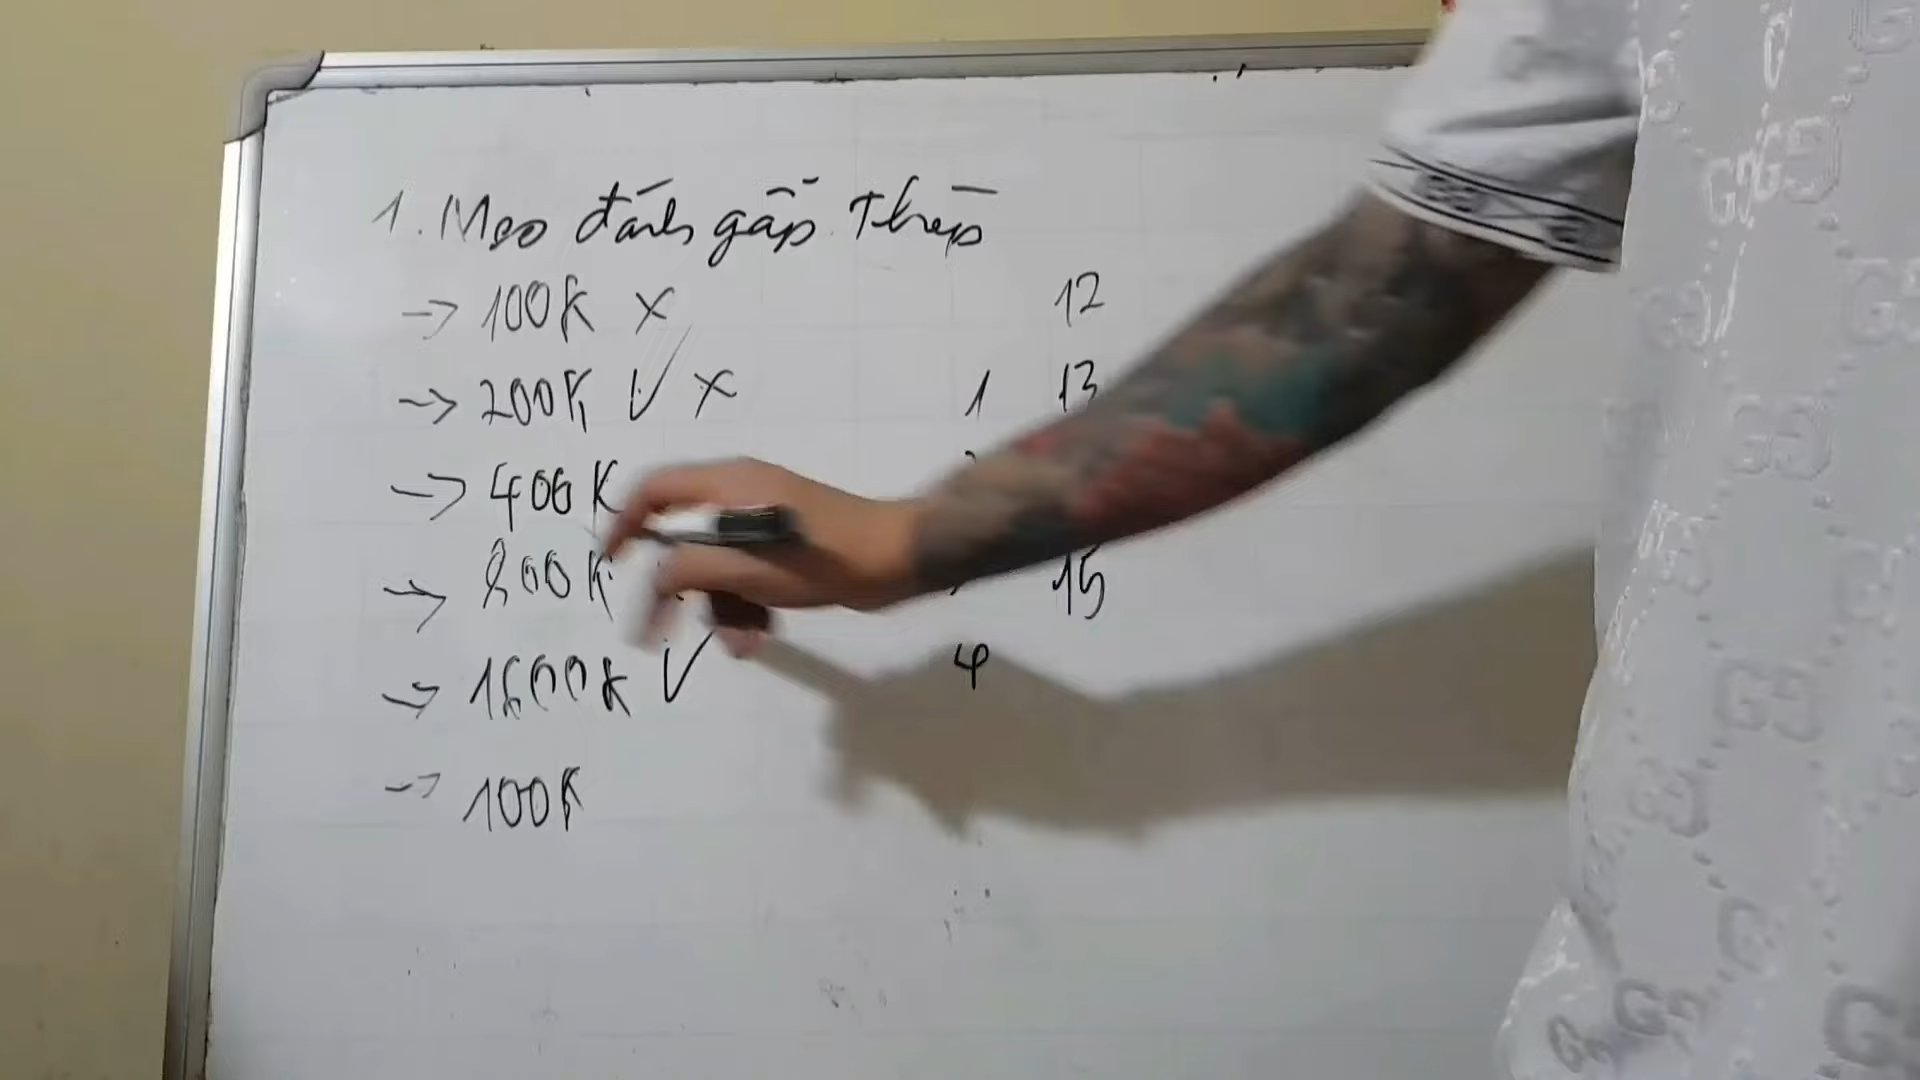 1. Mẹo đánh gấp Thếp
→ 100K x 12
→ 200K ✓ x 1 13
→ 400K
→ 800K 15
→ 1600K ✓ 4
→ 100K